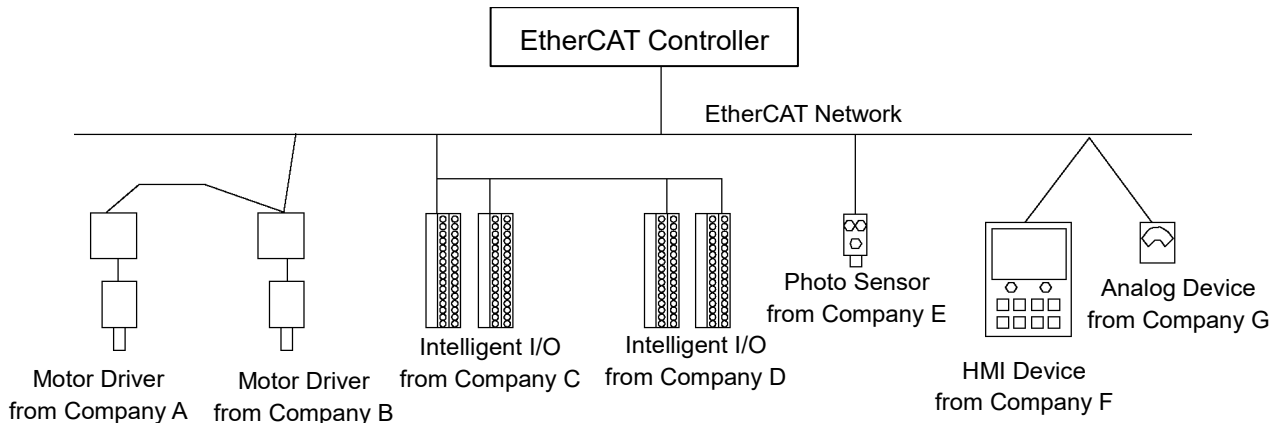 EtherCAT Controller
EtherCAT Network
Motor Driver
from Company A
Motor Driver
from Company B
Intelligent I/O
from Company C
Intelligent I/O
from Company D
Photo Sensor
from Company E
HMI Device
from Company F
Analog Device
from Company G